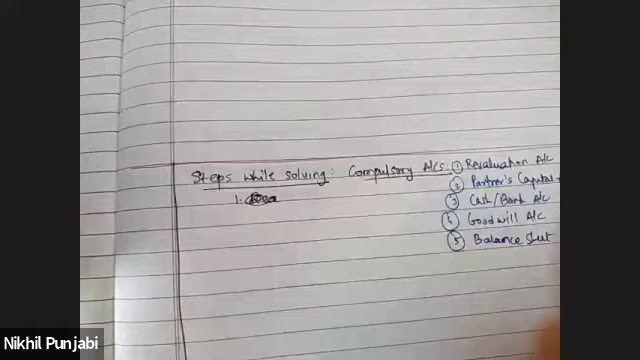 Steps while solving: Compulsory A/Cs. ① Revaluation A/c
② Partner's Capital
③ Cash/Bank A/c
④ Goodwill A/c
⑤ Balance Sheet
1.
Nikhil Punjabi